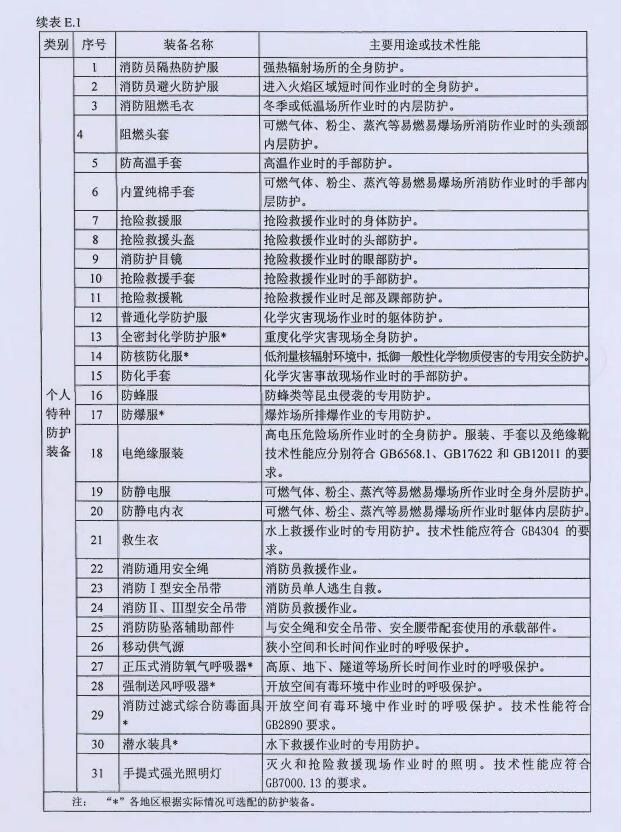 续表 E.1
类别 序号 装备名称 主要用途或技术性能
个人特种防护装备
1 消防员隔热防护服 强热辐射场所的全身防护。
2 消防员避火防护服 进入火焰区域短时间作业时的全身防护。
3 消防阻燃毛衣 冬季或低温场所作业时的内层防护。
4 阻燃头套 可燃气体、粉尘、蒸汽等易燃易爆场所消防作业时的头颈部
内层防护。
5 防高温手套 高温作业时的手部防护。
6 内置纯棉手套 可燃气体、粉尘、蒸汽等易燃易爆场所消防作业时的手部内
层防护。
7 抢险救援服 抢险救援作业时的身体防护。
8 抢险救援头盔 抢险救援作业时的头部防护。
9 消防护目镜 抢险救援作业时的眼部防护。
10 抢险救援手套 抢险救援作业时的手部防护。
11 抢险救援靴 抢险救援作业时足部及踝部防护。
12 普通化学防护服 化学灾害现场作业时的躯体防护。
13 全密封化学防护服* 重度化学灾害现场全身防护。
14 防核防化服* 低剂量核辐射环境中，抵御一般性化学物质侵害的专用安全防护。
15 防化手套 化学灾害事故现场作业时的手部防护。
16 防蜂服 防蜂类等昆虫侵袭的专用防护。
17 防爆服* 爆炸场所排爆作业的专用防护。
18 电绝缘服装 高电压危险场所作业时的全身防护。服装、手套以及绝缘靴
技术性能应分别符合 GB6568.1、GB17622 和 GB12011 的要
求。
19 防静电服 可燃气体、粉尘、蒸汽等易燃易爆场所作业时全身外层防护。
20 防静电内衣 可燃气体、粉尘、蒸汽等易燃易爆场所作业时躯体内层防护。
21 救生衣 水上救援作业时的专用防护。技术性能应符合 GB4304 的要
求。
22 消防通用安全绳 消防员救援作业。
23 消防Ⅰ型安全吊带 消防员单人逃生自救。
24 消防Ⅱ、Ⅲ型安全吊带 消防员救援作业。
25 消防防坠落辅助部件 与安全绳和安全吊带、安全腰带配套使用的承载部件。
26 移动供气源 狭小空间和长时间作业时的呼吸保护。
27 正压式消防氧气呼吸器* 高原、地下、隧道等场所长时间作业时的呼吸保护。
28 强制送风呼吸器* 开放空间有毒环境中作业时的呼吸保护。
29 消防过滤式综合防毒面具 开放空间有毒环境中作业时的呼吸保护。技术性能符合
* GB2890 要求。
30 潜水装具* 水下救援作业时的专用防护。
31 手提式强光照明灯 灭火和抢险救援现场作业时的照明。技术性能应符合
GB7000.13 的要求。
注： “*”各地区根据实际情况可选配的防护装备。